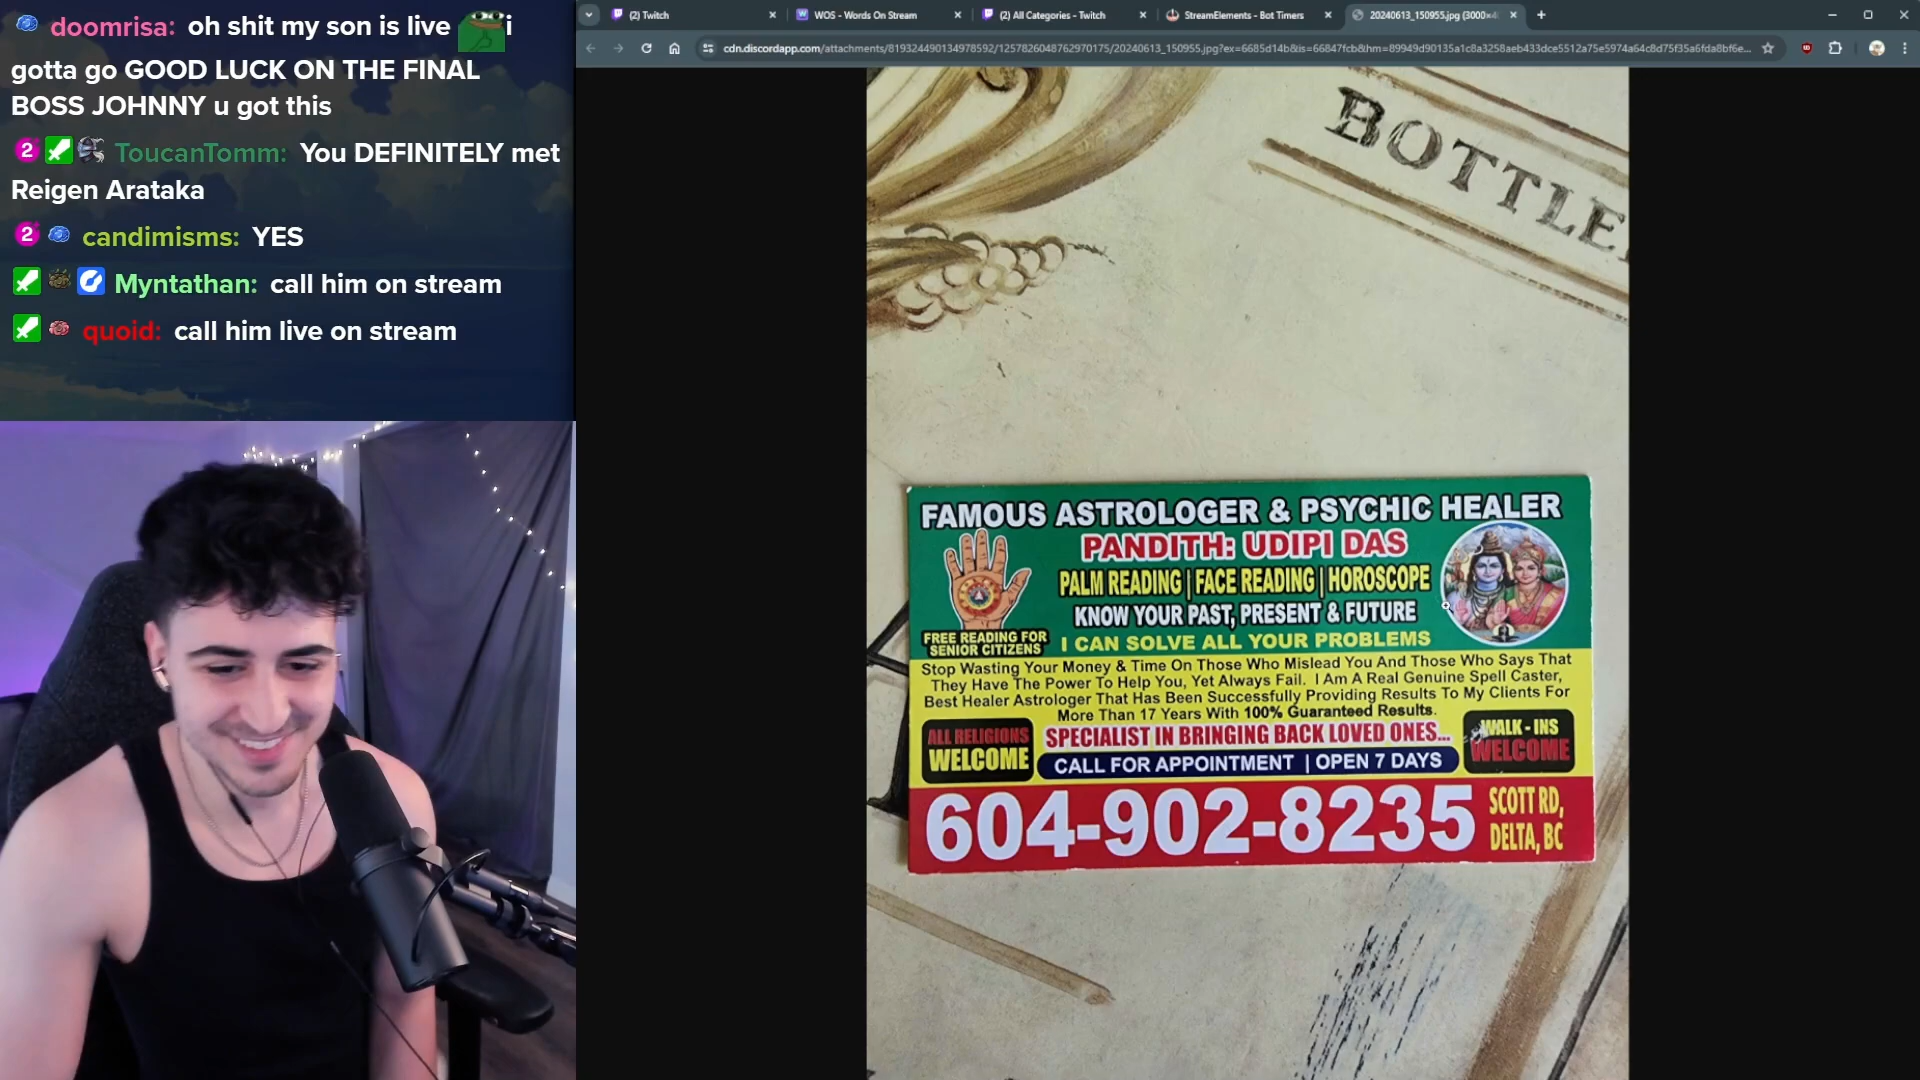 doomrisa: oh shit my son is live i
gotta go GOOD LUCK ON THE FINAL
BOSS JOHNNY u got this
2 ToucanTomm: You DEFINITELY met
Reigen Arataka
2 candimisms: YES
Myntathan: call him on stream
quoid: call him live on stream
(2) Twitch
WOS - Words On Stream
(2) All Categories - Twitch
StreamElements - Bot Timers
20240613_150955.jpg (3000×4
BOTTLE
FAMOUS ASTROLOGER & PSYCHIC HEALER
PANDITH: UDIPI DAS
PALM READING | FACE READING | HOROSCOPE
KNOW YOUR PAST, PRESENT & FUTURE
FREE READING FOR
SENIOR CITIZENS
I CAN SOLVE ALL YOUR PROBLEMS
Stop Wasting Your Money & Time On Those Who Mislead You And Those Who Says That
They Have The Power To Help You, Yet Always Fail. I Am A Real Genuine Spell Caster,
Best Healer Astrologer That Has Been Successfully Providing Results To My Clients For
More Than 17 Years With 100% Guaranteed Results.
ALL RELIGIONS
WELCOME
SPECIALIST IN BRINGING BACK LOVED ONES...
CALL FOR APPOINTMENT | OPEN 7 DAYS
WALK-INS
WELCOME
604-902-8235
SCOTT RD,
DELTA, BC